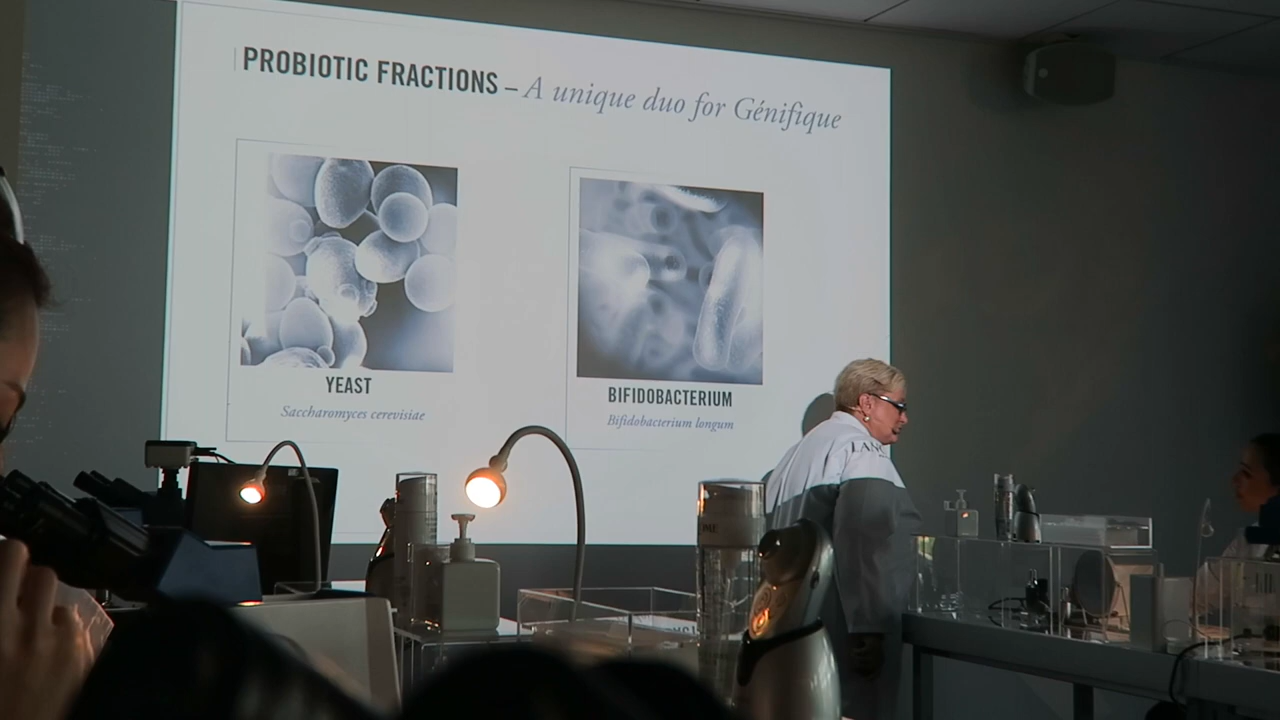 PROBIOTIC FRACTIONS – A unique duo for Génifique
YEAST
Saccharomyces cerevisiae
BIFIDOBACTERIUM
Bifidobacterium longum